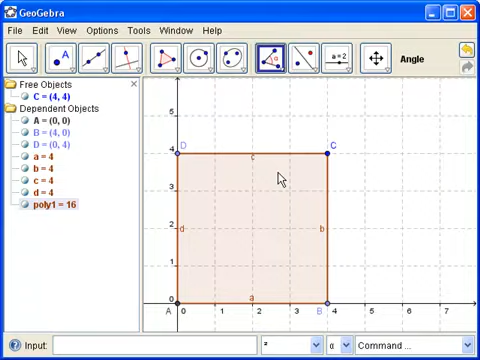 GeoGebra
File Edit View Options Tools Window Help
A a = 2 Angle
Free Objects
C = (4, 4)
Dependent Objects
A = (0, 0)
B = (4, 0)
D = (0, 4)
a = 4
b = 4
c = 4
d = 4
poly1 = 16
5
D C
4 c
3
2 d b
1
0 a
A 0 1 2 3 4 5 6 7
B
Input: ² α Command ...